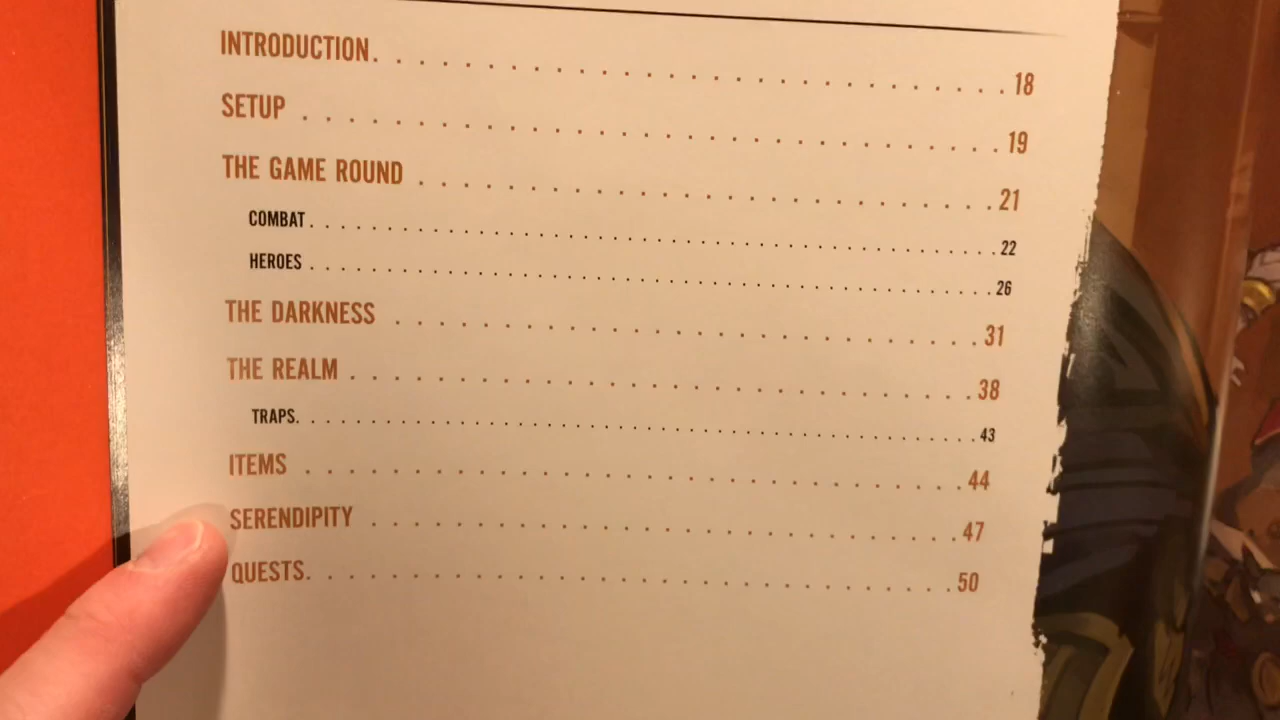 INTRODUCTION. . . . . . . . . . . . . . . . . . . . . . . . . . . . 18
SETUP . . . . . . . . . . . . . . . . . . . . . . . . . . . . . . . 19
THE GAME ROUND . . . . . . . . . . . . . . . . . . . . . . . . . 21
COMBAT . . . . . . . . . . . . . . . . . . . . . . . . . . . . . . . . . . . 22
HEROES . . . . . . . . . . . . . . . . . . . . . . . . . . . . . . . . . . . 26
THE DARKNESS . . . . . . . . . . . . . . . . . . . . . . . . . . 31
THE REALM . . . . . . . . . . . . . . . . . . . . . . . . . . . . 38
TRAPS. . . . . . . . . . . . . . . . . . . . . . . . . . . . . . . . . . . . 43
ITEMS . . . . . . . . . . . . . . . . . . . . . . . . . . . . . . 44
SERENDIPITY . . . . . . . . . . . . . . . . . . . . . . . . . . . 47
QUESTS. . . . . . . . . . . . . . . . . . . . . . . . . . . . . . 50